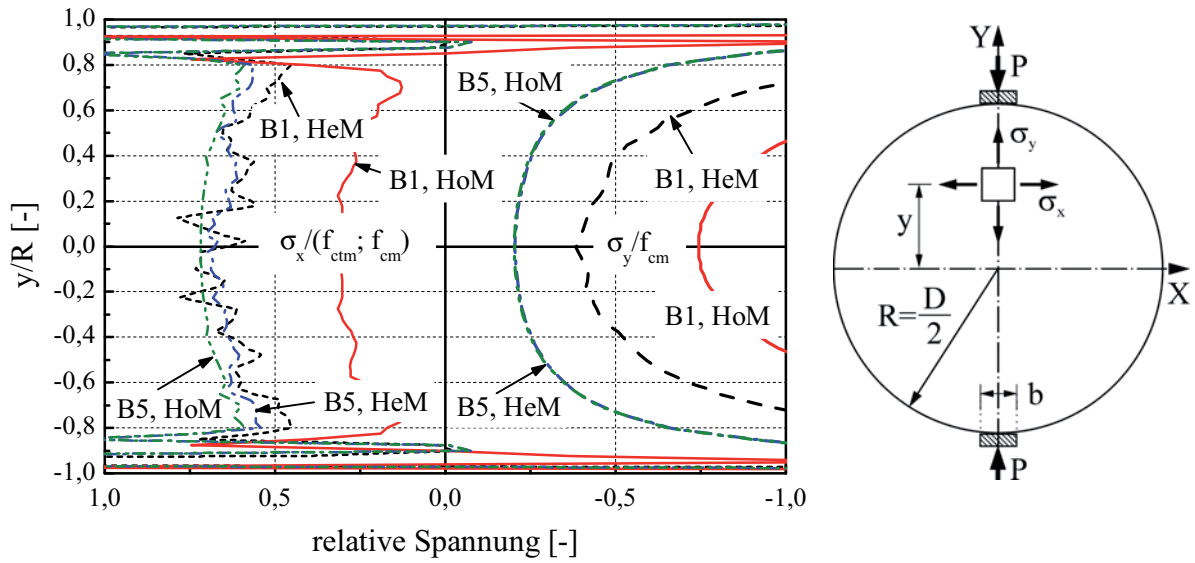 1,0
0,8
0,6
0,4
0,2
0,0
-0,2
-0,4
-0,6
-0,8
-1,0
y/R [-]
1,0 0,5 0,0 -0,5 -1,0
relative Spannung [-]
B1, HeM
B1, HoM
σx/(fctm; fcm)
B5, HoM
B5, HeM
B5, HoM
B1, HeM
σy/fcm
B1, HoM
B5, HeM
Y
P
σy
σx
y
X
R=D/2
b
P